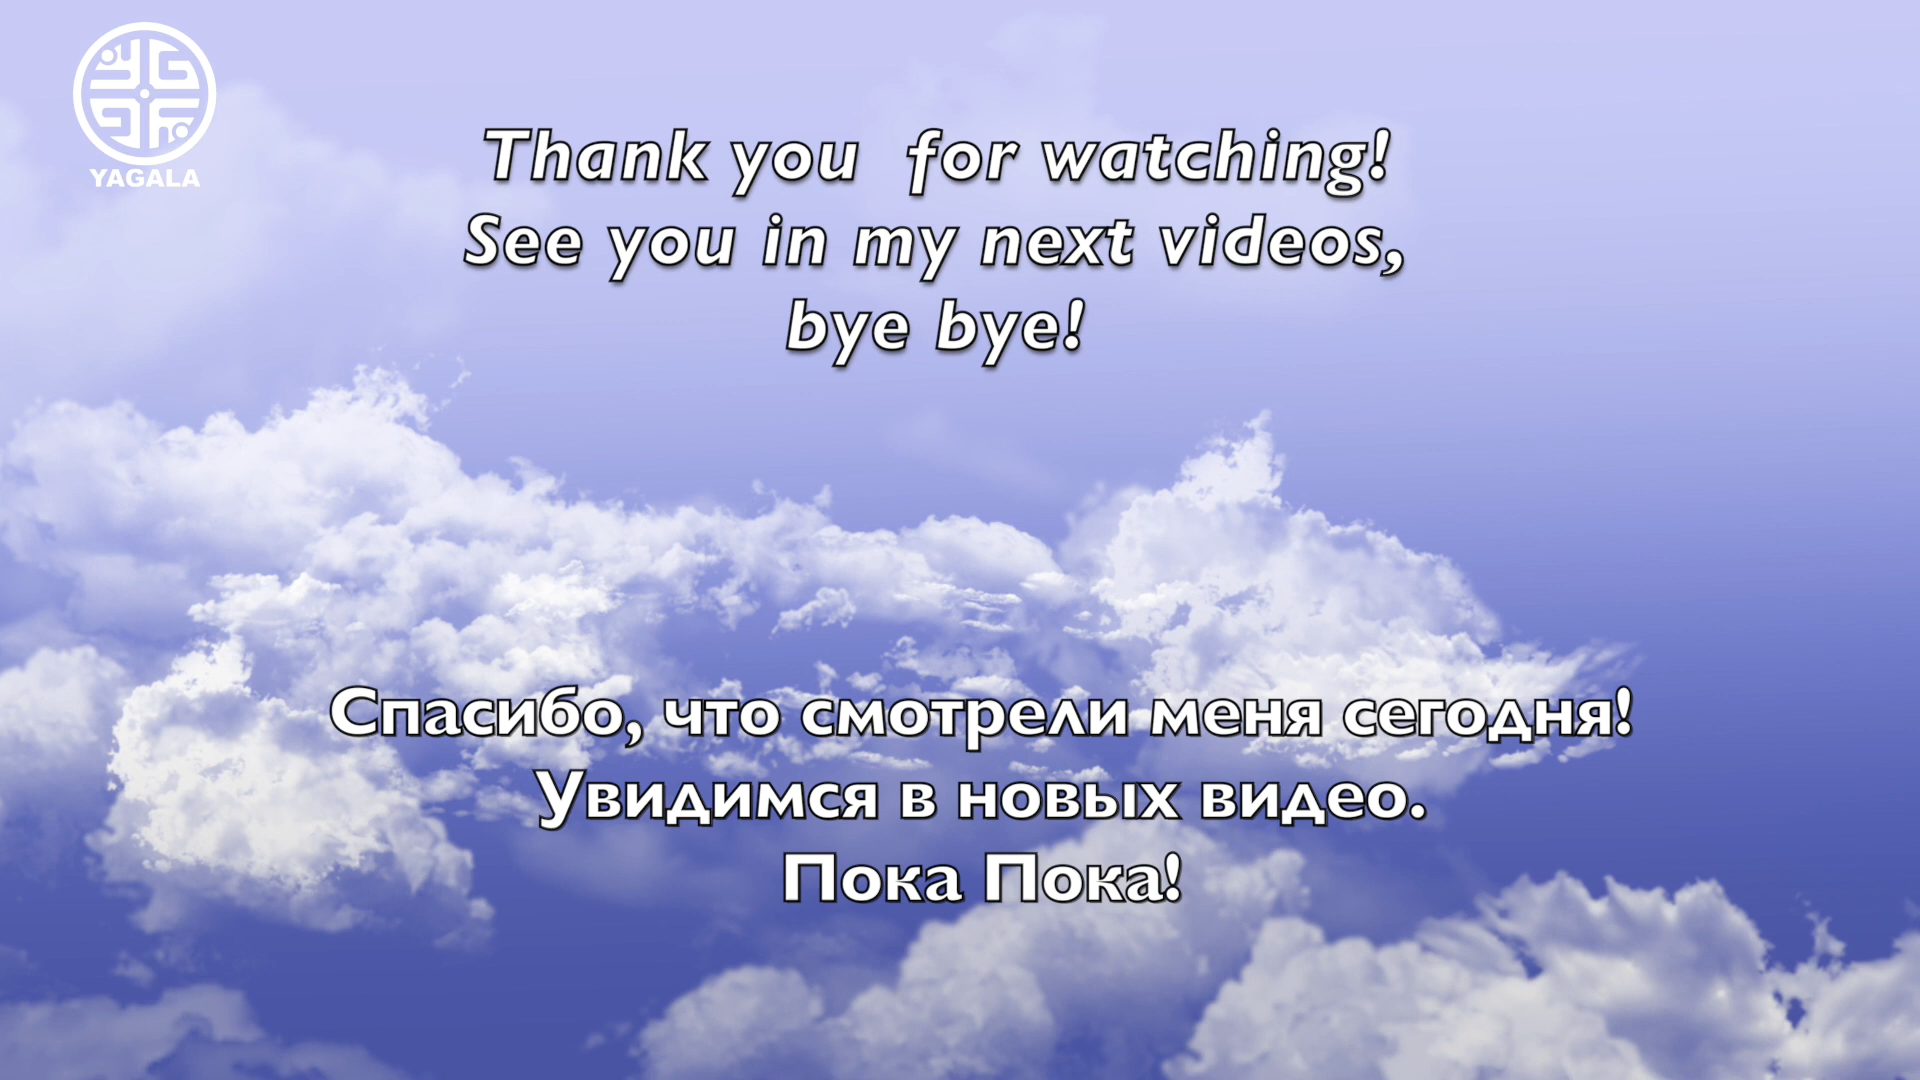 YAGALA
Thank you for watching!
See you in my next videos,
bye bye!
Спасибо, что смотрели меня сегодня!
Увидимся в новых видео.
Пока Пока!